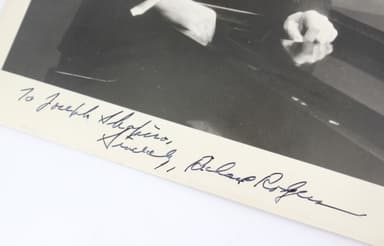 To Joseph Shapiro,
Sincerely, Richard Rodgers